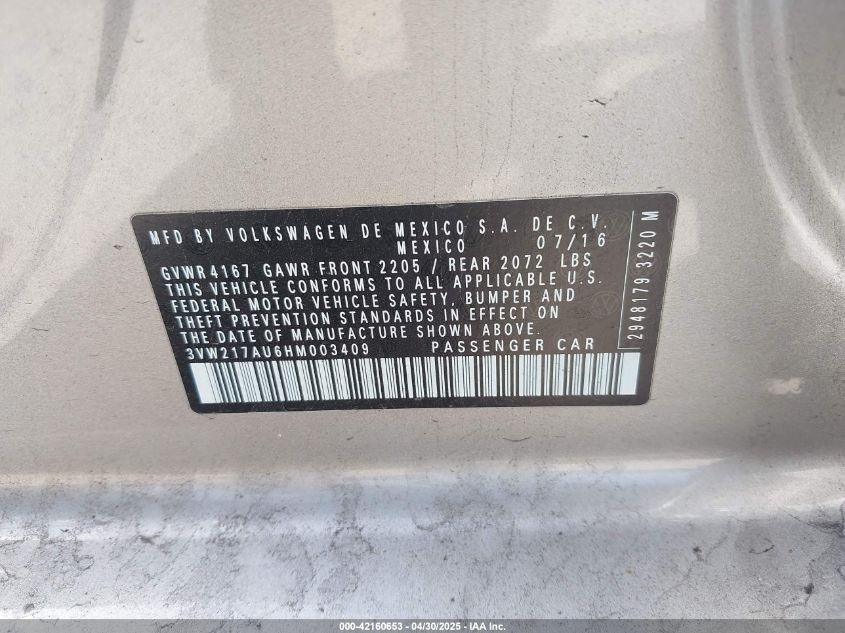 MFD BY VOLKSWAGEN DE MEXICO S.A. DE C.V.
MEXICO 07/16
GVWR4167 GAWR FRONT 2205 / REAR 2072 LBS
THIS VEHICLE CONFORMS TO ALL APPLICABLE U.S.
FEDERAL MOTOR VEHICLE SAFETY, BUMPER AND
THEFT PREVENTION STANDARDS IN EFFECT ON
THE DATE OF MANUFACTURE SHOWN ABOVE.
3VW217AU6HM003409 PASSENGER CAR
2948179 3220 M
000-42160653 - 04/30/2025 - IAA Inc.